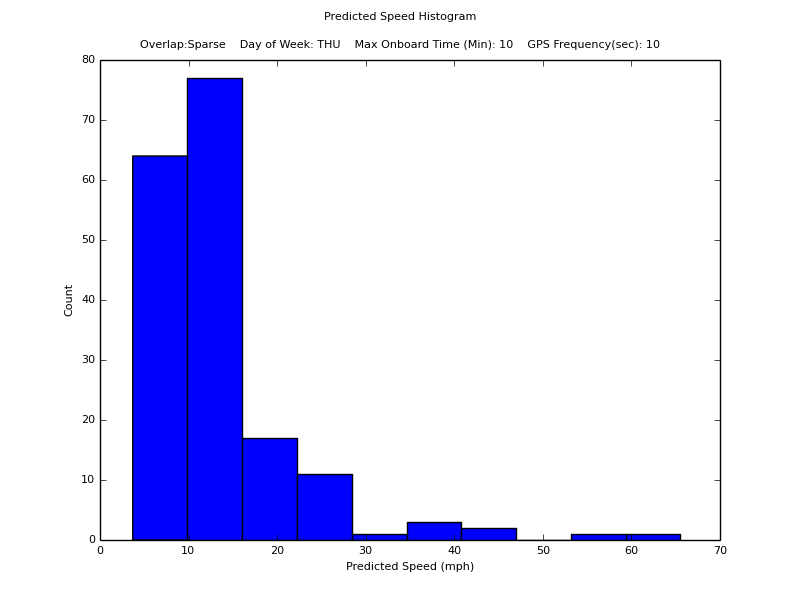 Predicted Speed Histogram
Overlap:Sparse    Day of Week: THU    Max Onboard Time (Min): 10    GPS Frequency(sec): 10
80
70
60
50
40
30
20
10
0
Count
0 10 20 30 40 50 60 70
Predicted Speed (mph)